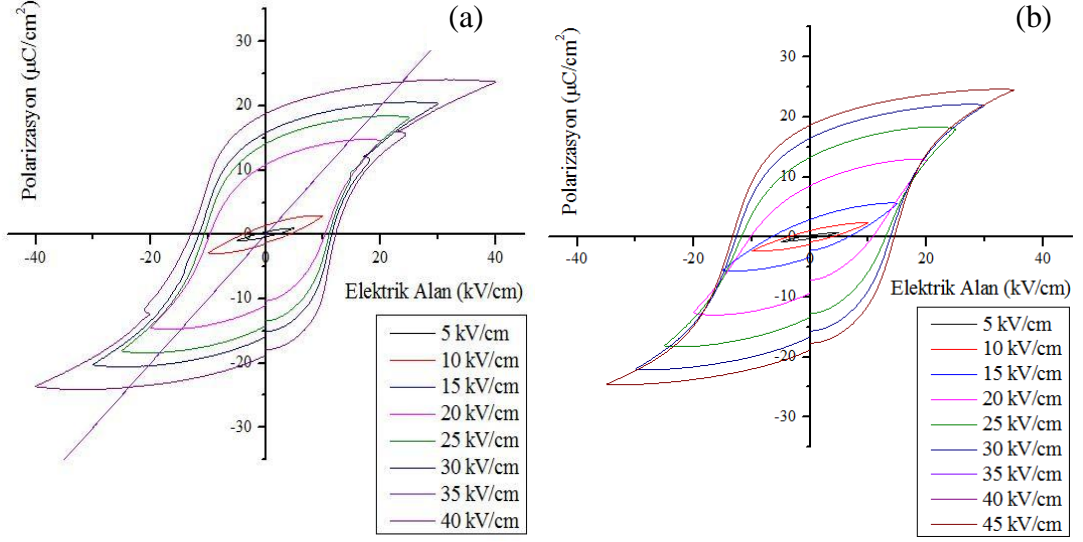 (a)
Polarizasyon (μC/cm²)
30
20
10
0
-10
-20
-30
-40
-20
0
20
40
Elektrik Alan (kV/cm)
5 kV/cm
10 kV/cm
15 kV/cm
20 kV/cm
25 kV/cm
30 kV/cm
35 kV/cm
40 kV/cm
(b)
Polarizasyon (μC/cm²)
30
20
10
0
-10
-20
-30
-40
-20
0
20
40
Elektrik Alan (kV/cm)
5 kV/cm
10 kV/cm
15 kV/cm
20 kV/cm
25 kV/cm
30 kV/cm
35 kV/cm
40 kV/cm
45 kV/cm